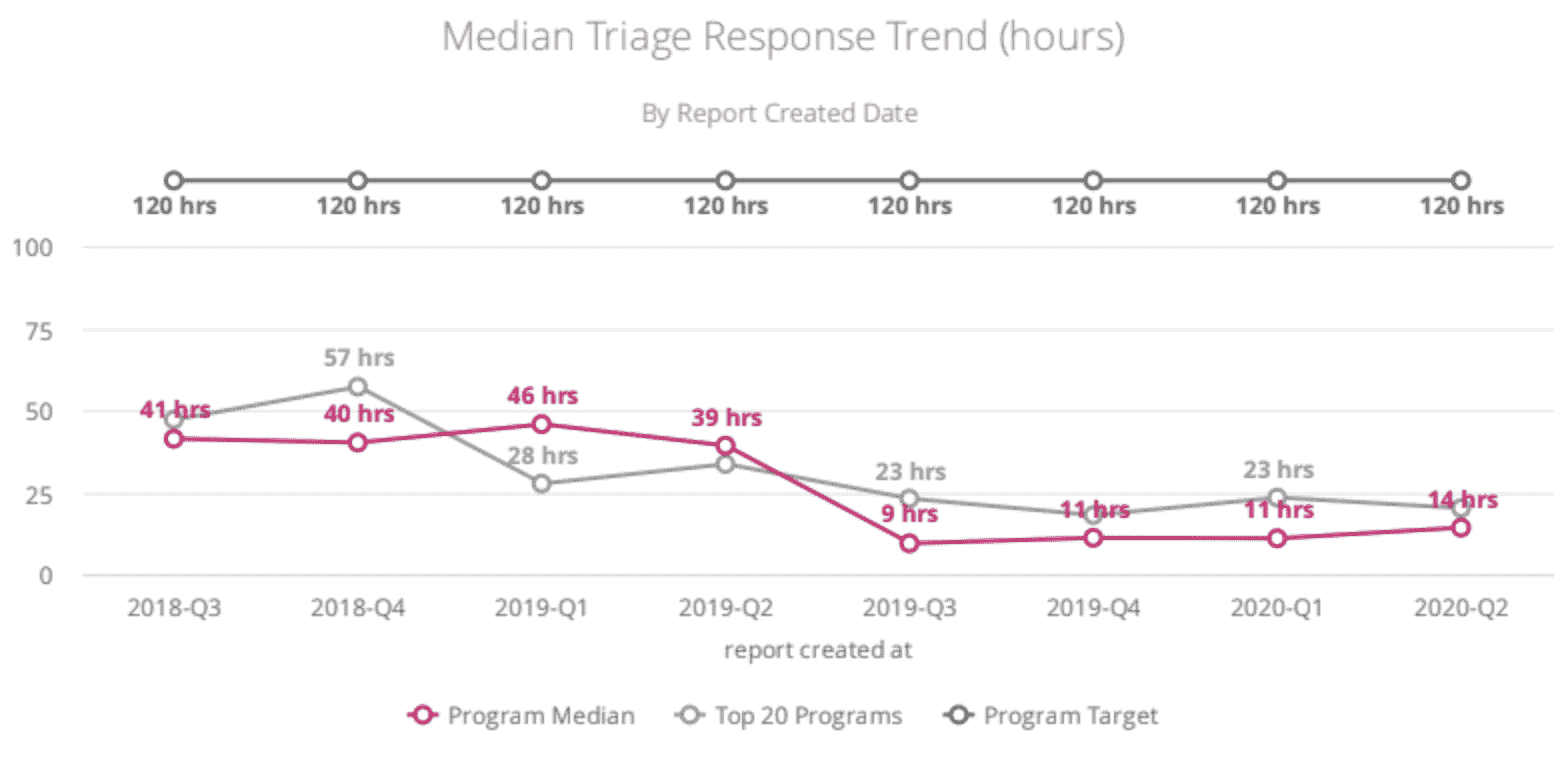 Median Triage Response Trend (hours)
By Report Created Date
120 hrs 120 hrs 120 hrs 120 hrs 120 hrs 120 hrs 120 hrs 120 hrs
100
75
57 hrs
46 hrs
50 41 hrs 40 hrs 39 hrs
28 hrs 23 hrs 23 hrs
25 9 hrs 11 hrs 11 hrs 14 hrs
0
2018-Q3 2018-Q4 2019-Q1 2019-Q2 2019-Q3 2019-Q4 2020-Q1 2020-Q2
report created at
Program Median Top 20 Programs Program Target